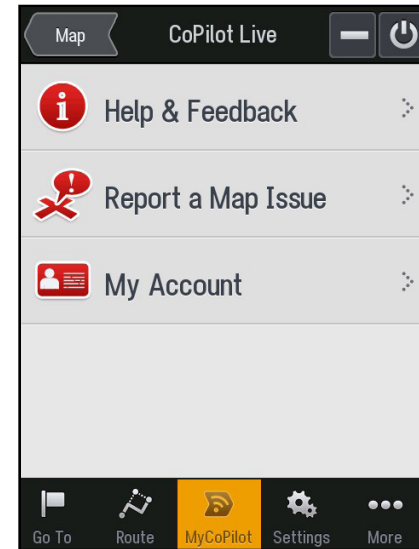 Map
CoPilot Live
Help & Feedback
Report a Map Issue
My Account
Go To
Route
MyCoPilot
Settings
More